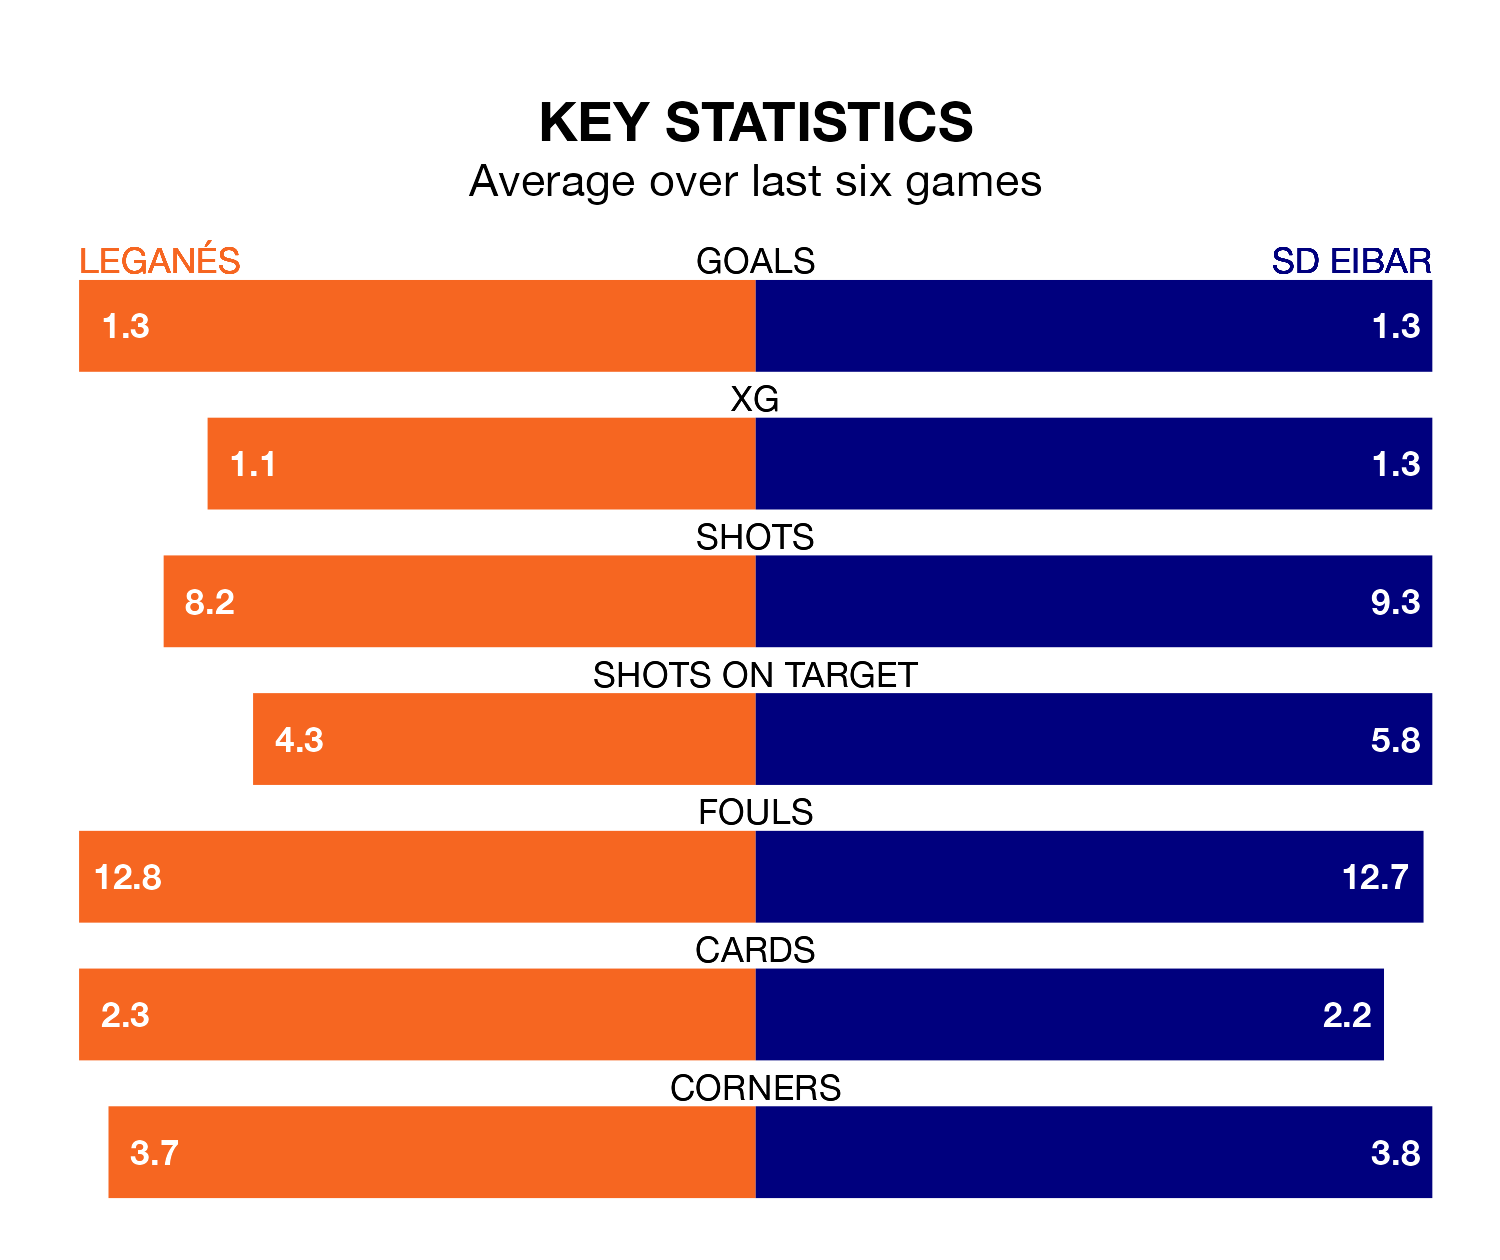 KEY STATISTICS
Average over last six games
LEGANÉS GOALS SD EIBAR
1.3 1.3
XG
1.1 1.3
SHOTS
8.2 9.3
SHOTS ON TARGET
4.3 5.8
FOULS
12.8 12.7
CARDS
2.3 2.2
CORNERS
3.7 3.8